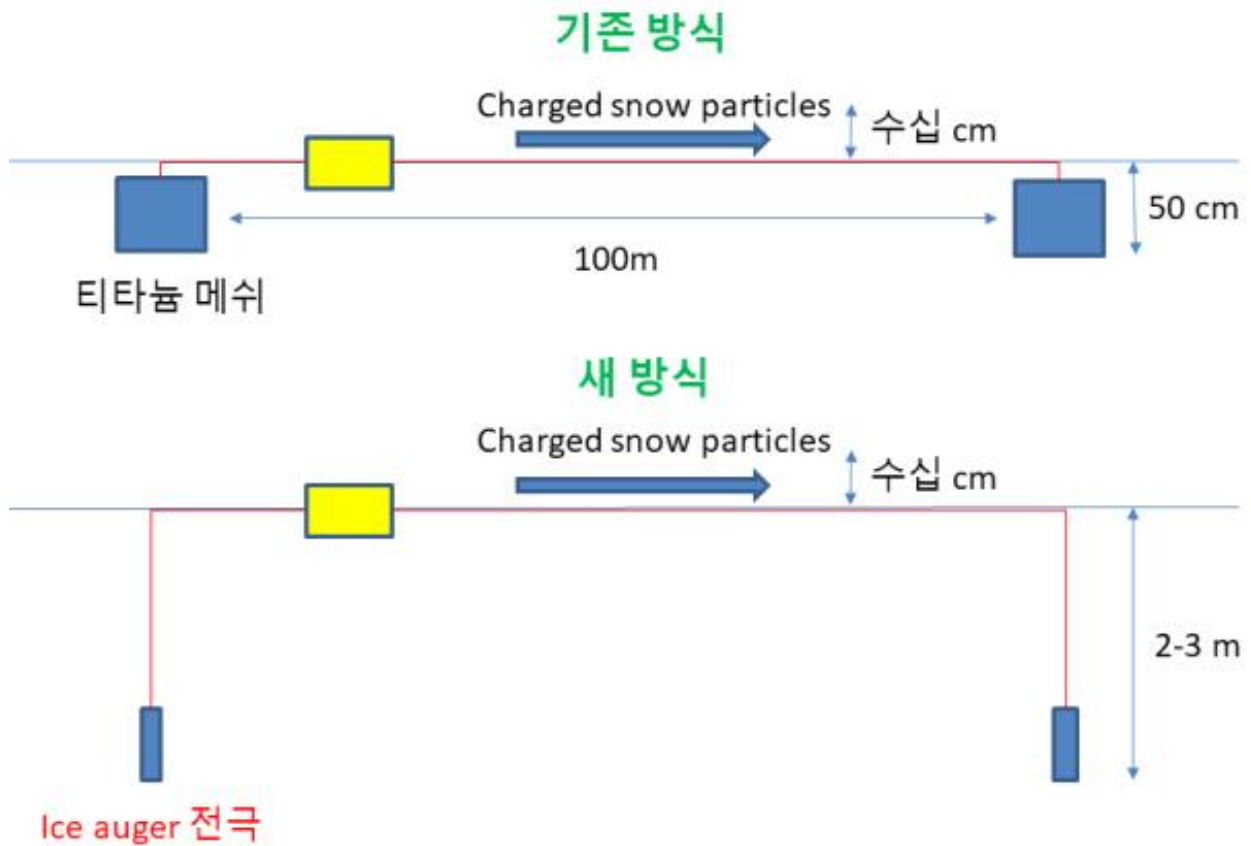 기존 방식
Charged snow particles
수십 cm
50 cm
100m
티타늄 메쉬
새 방식
Charged snow particles
수십 cm
2-3 m
Ice auger 전극